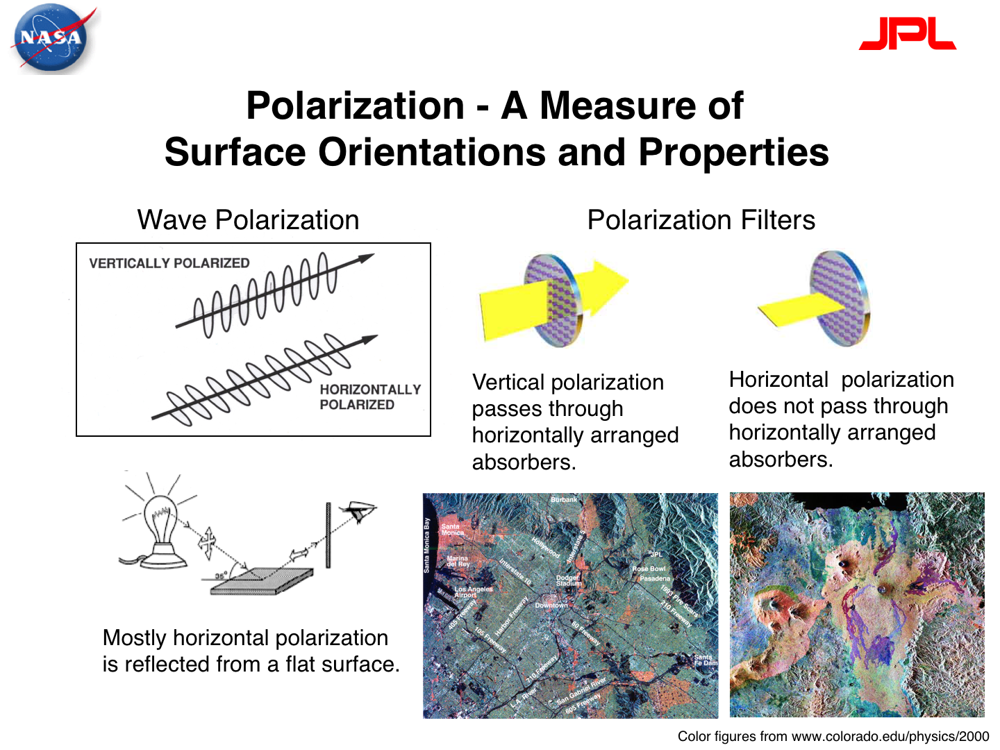 NASA
JPL
Polarization - A Measure of
Surface Orientations and Properties
Wave Polarization
Polarization Filters
VERTICALLY POLARIZED
HORIZONTALLY
POLARIZED
Vertical polarization
passes through
horizontally arranged
absorbers.
Horizontal polarization
does not pass through
horizontally arranged
absorbers.
35°
Mostly horizontal polarization
is reflected from a flat surface.
Burbank
Santa Monica Bay
Santa
Monica
Hollywood
Interstate 5
Marina
del Rey
Interstate 10
JPL
Rose Bowl
Pasadena
Dodger
Stadium
Los Angeles
Airport
1993 Fire Scars
210 Freeway
Downtown
405 Freeway
Harbor Freeway
105 Freeway
60 Freeway
710 Freeway
Santa
Fe Dam
L.A. River
San Gabriel River
605 Freeway
Color figures from www.colorado.edu/physics/2000